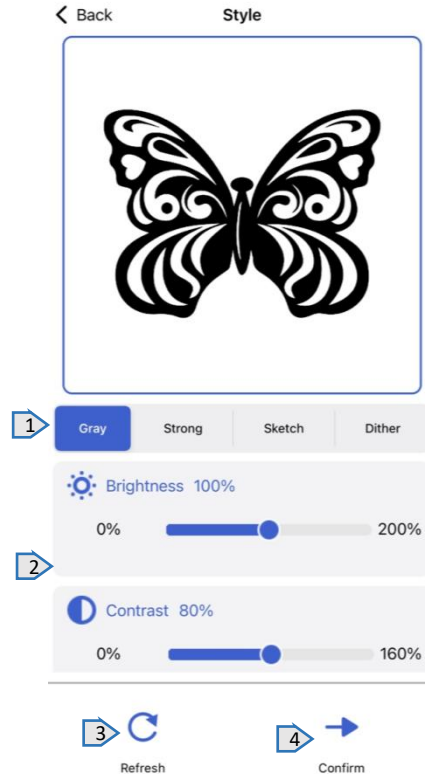 Back Style
1 Gray Strong Sketch Dither
Brightness 100%
0% 200%
2
Contrast 80%
0% 160%
3 4
Refresh Confirm